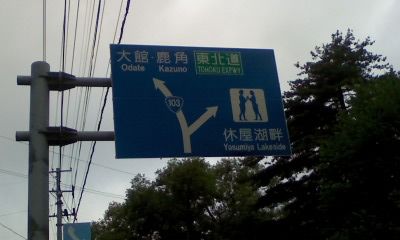 大館・鹿角 東北道
Odate Kazuno TOHOKU EXPWY
103
休屋湖畔
Yasumiya Lakeside